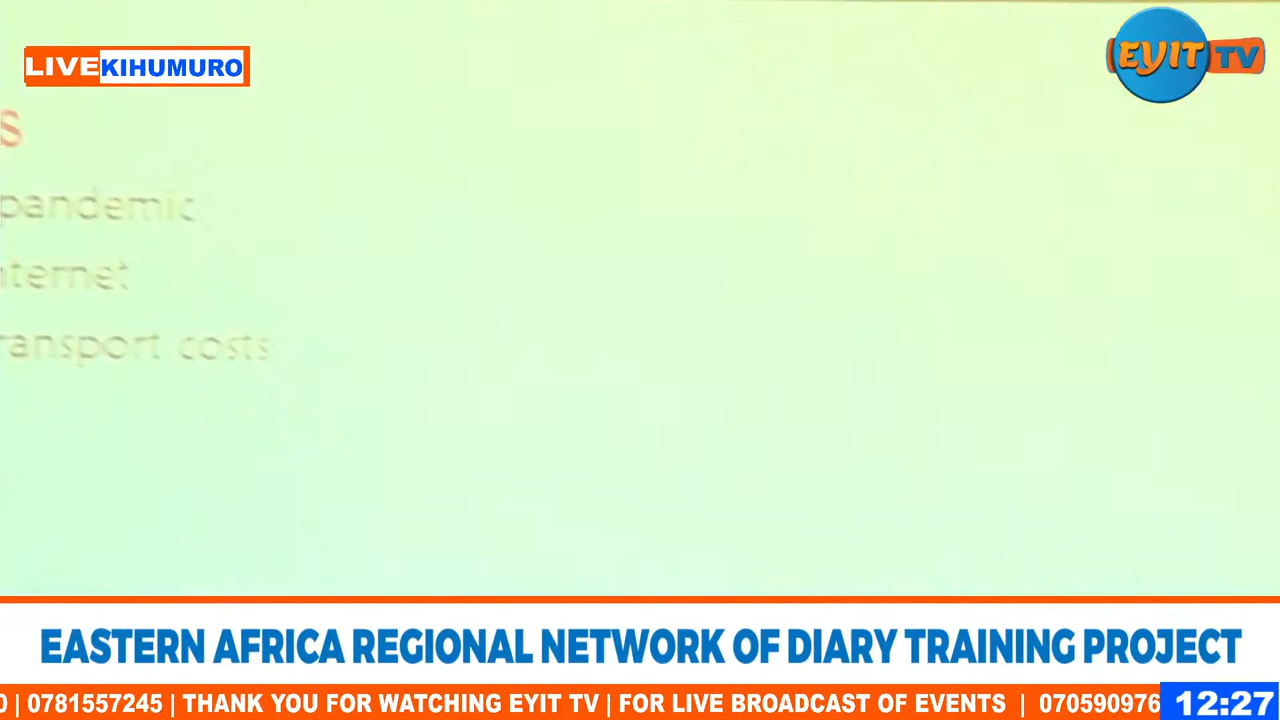 LIVE KIHUMURO
EYIT TV
s
pandemic
nternet
ransport costs
EASTERN AFRICA REGIONAL NETWORK OF DIARY TRAINING PROJECT
0 | 0781557245 | THANK YOU FOR WATCHING EYIT TV | FOR LIVE BROADCAST OF EVENTS | 070590976
12:27